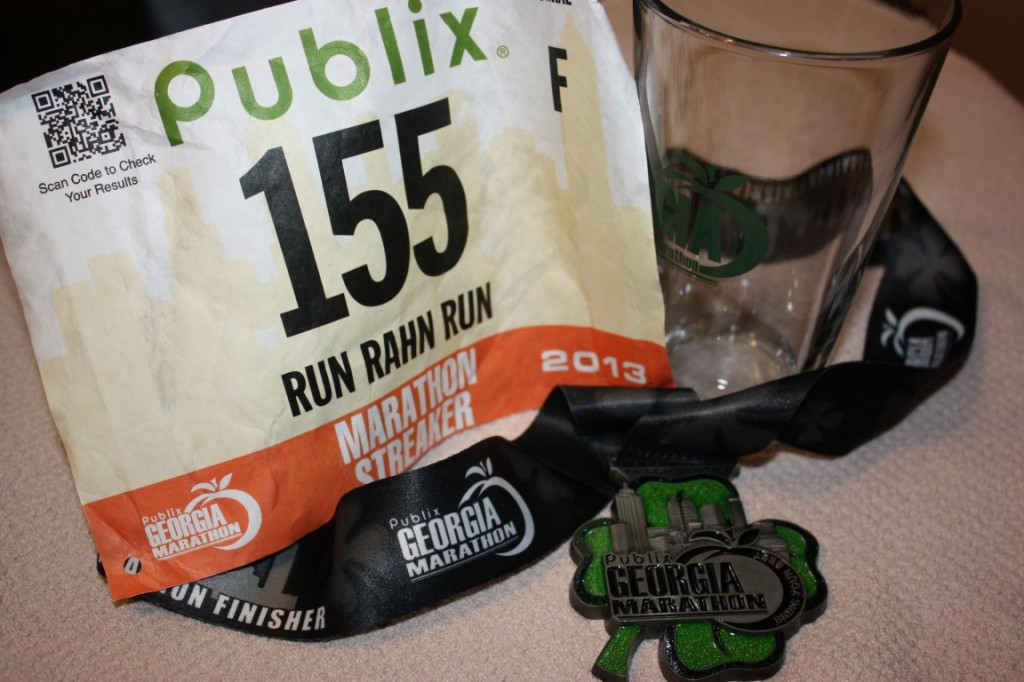 Publix®
F
Scan Code to Check
Your Results
155
RUN RAHN RUN
MARATHON
STREAKER
2013
Publix
GEORGIA
MARATHON
Publix
GEORGIA
MARATHON
FINISHER
Publix
GEORGIA
MARATHON
GEORGIA